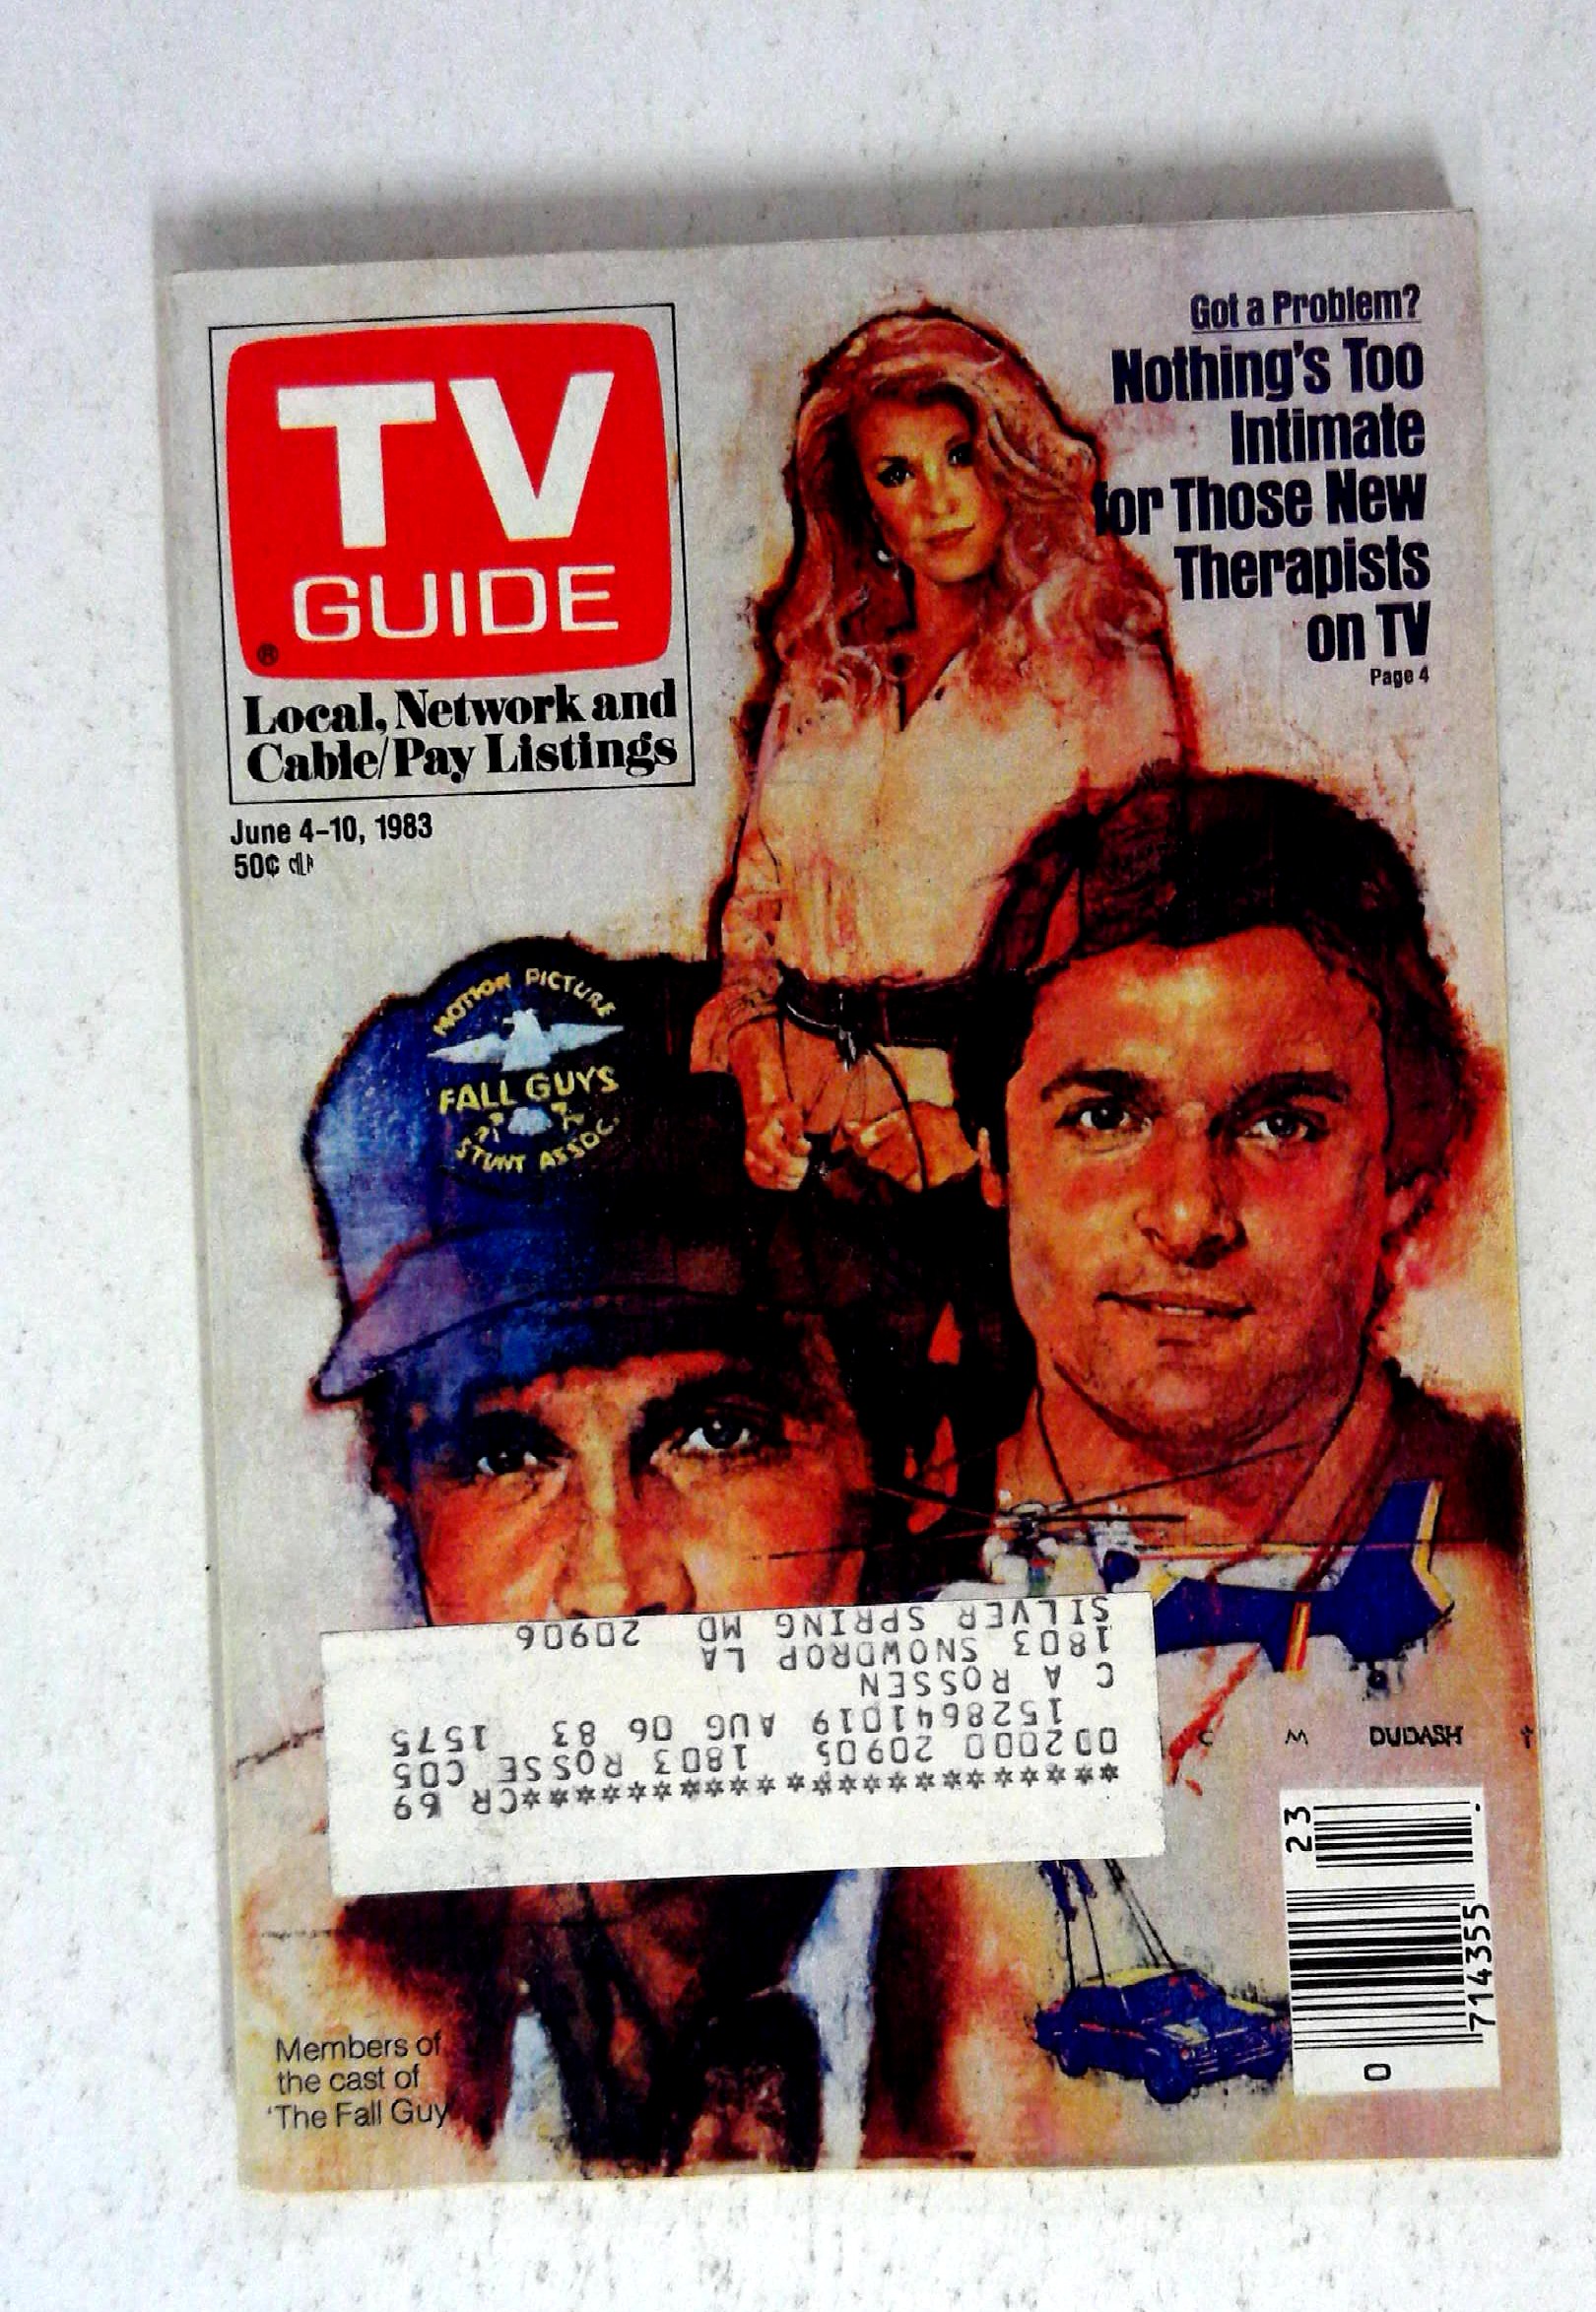 TV
GUIDE
®
Local, Network and
Cable/Pay Listings
June 4-10, 1983
50¢
Got a Problem?
Nothing's Too
Intimate
for Those New
Therapists
on TV
Page 4
MOTION PICTURE
FALL GUYS
STUNT ASSOC.
******************CR 69
002000 20905 1803 ROSSE C05
1528641019 AUG 06 83 1575
C A ROSSEN
1803 SNOWDROP LA
SILVER SPRING MD 20906
C M DUDASH
23
0 714355
Members of
the cast of
'The Fall Guy'